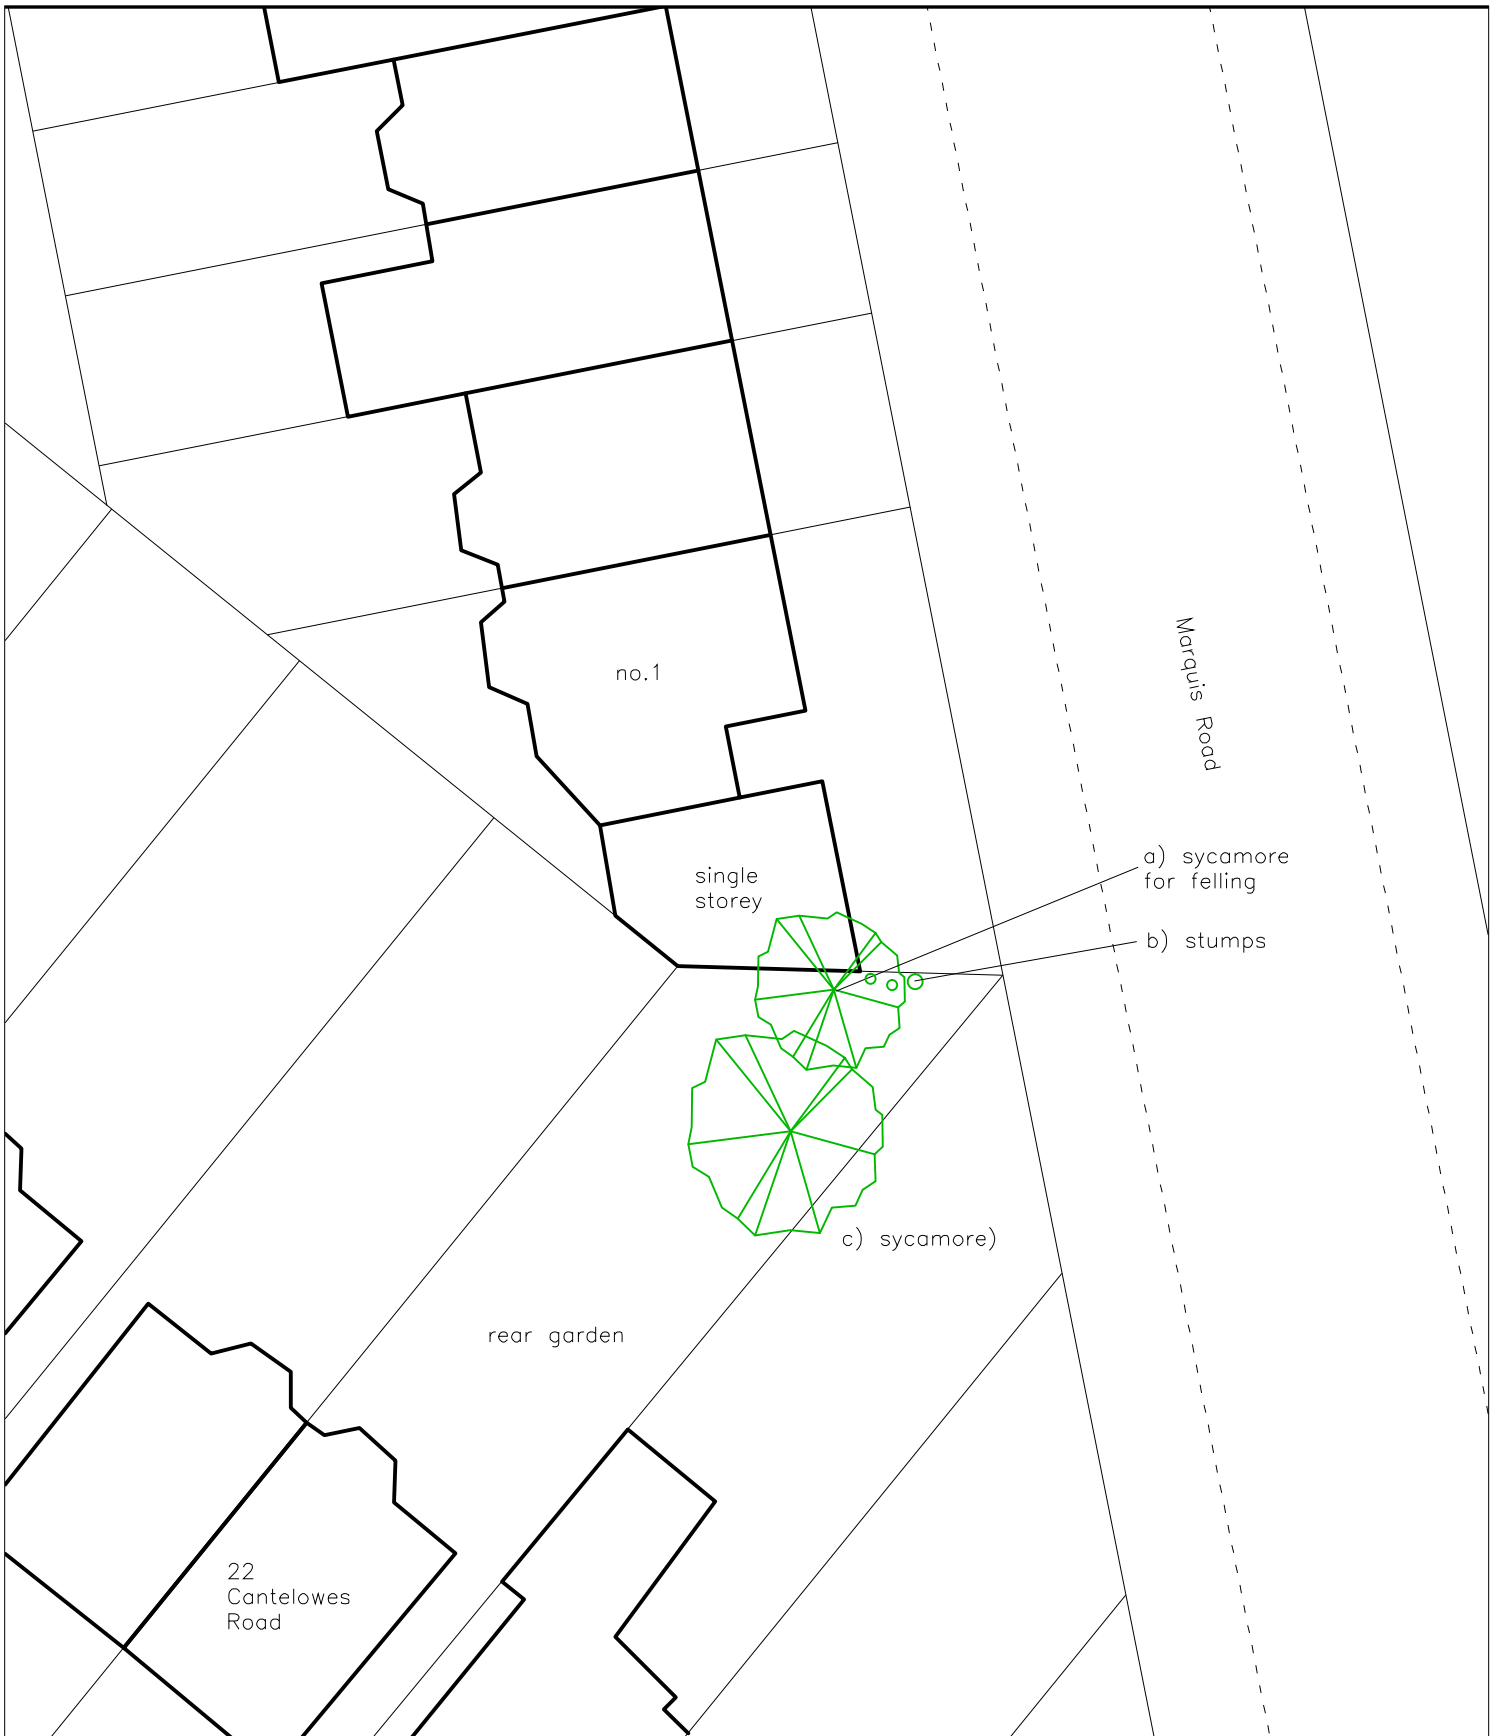 no.1
Marquis Road
a) sycamore
for felling
single
storey
b) stumps
c) sycamore)
rear garden
22
Cantelowes
Road